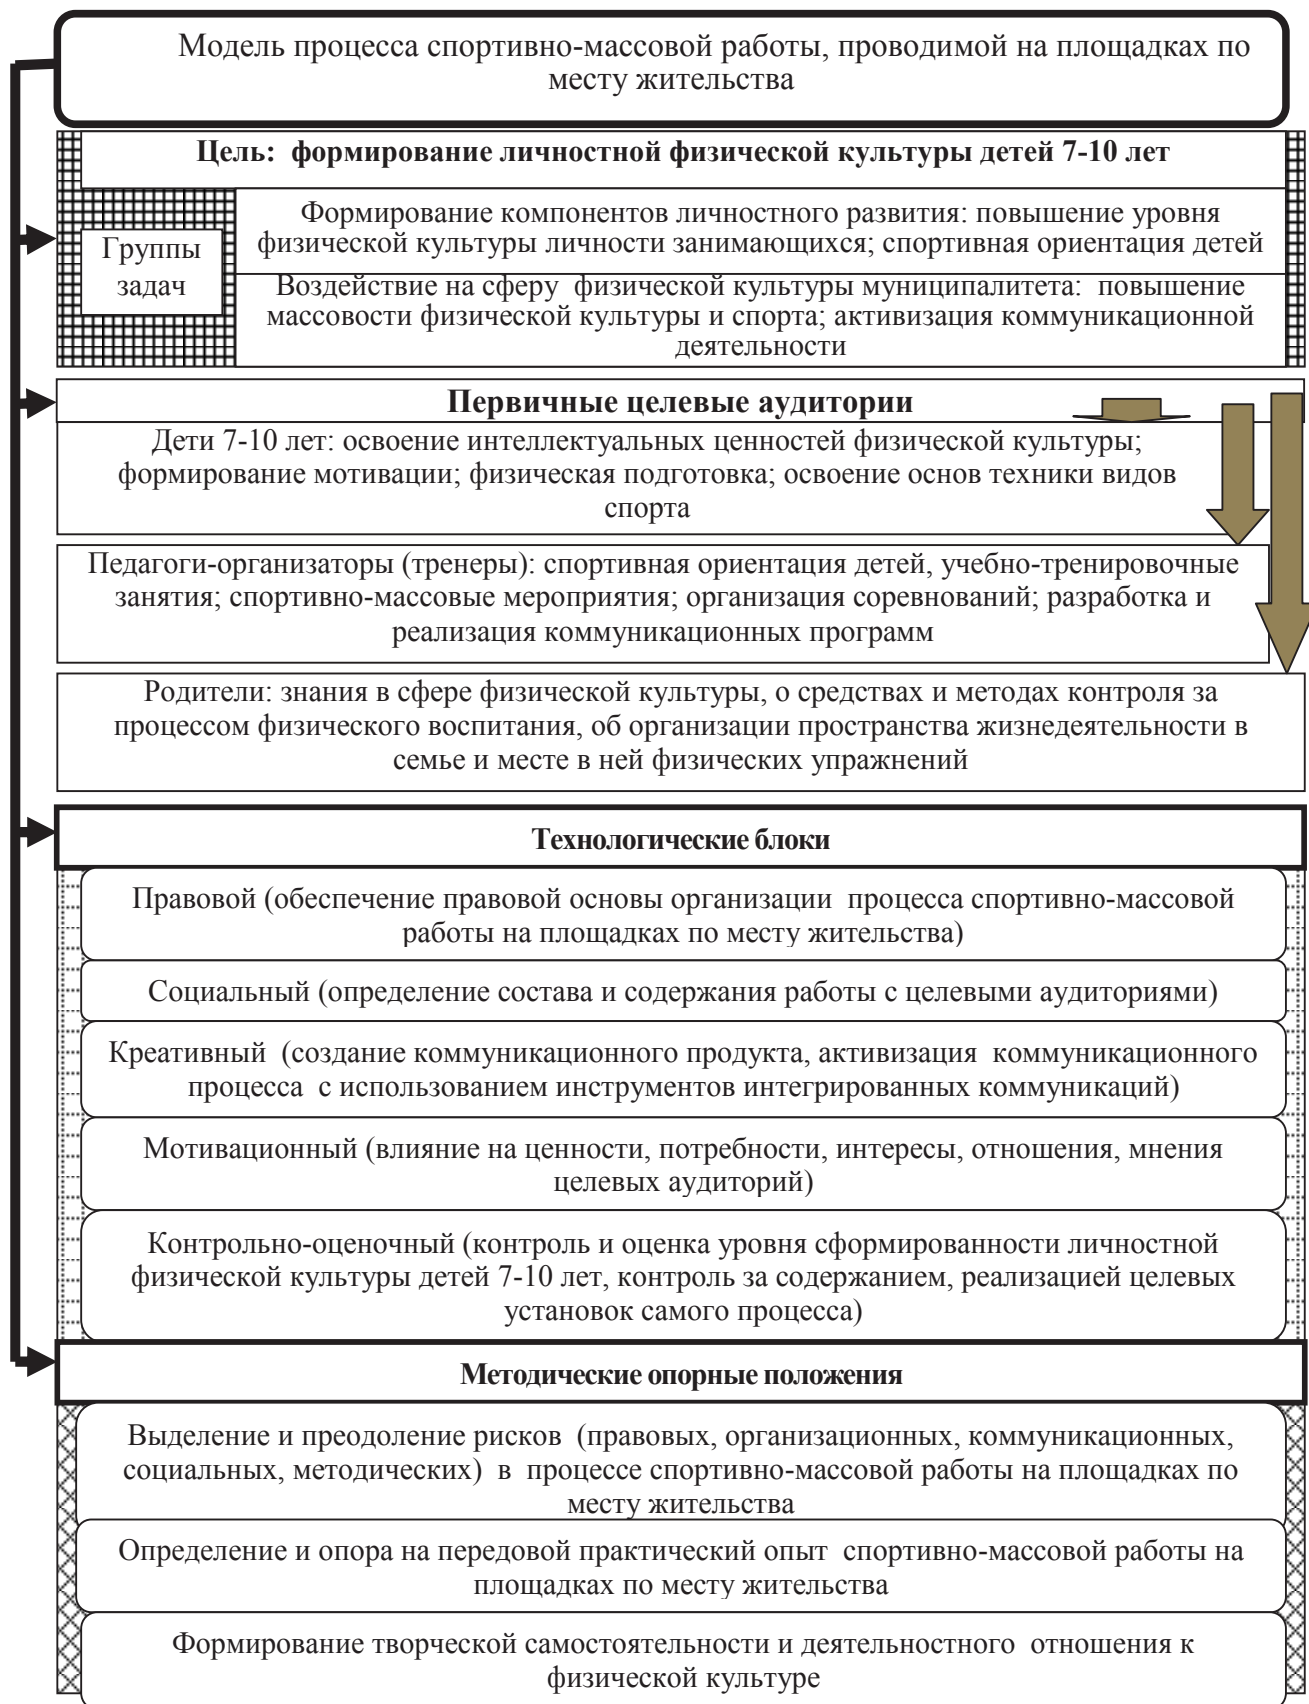 Модель процесса спортивно-массовой работы, проводимой на площадках по
месту жительства
Цель: формирование личностной физической культуры детей 7-10 лет
Группы
задач
Формирование компонентов личностного развития: повышение уровня
физической культуры личности занимающихся; спортивная ориентация детей
Воздействие на сферу физической культуры муниципалитета: повышение
массовости физической культуры и спорта; активизация коммуникационной
деятельности
Первичные целевые аудитории
Дети 7-10 лет: освоение интеллектуальных ценностей физической культуры;
формирование мотивации; физическая подготовка; освоение основ техники видов
спорта
Педагоги-организаторы (тренеры): спортивная ориентация детей, учебно-тренировочные
занятия; спортивно-массовые мероприятия; организация соревнований; разработка и
реализация коммуникационных программ
Родители: знания в сфере физической культуры, о средствах и методах контроля за
процессом физического воспитания, об организации пространства жизнедеятельности в
семье и месте в ней физических упражнений
Технологические блоки
Правовой (обеспечение правовой основы организации процесса спортивно-массовой
работы на площадках по месту жительства)
Социальный (определение состава и содержания работы с целевыми аудиториями)
Креативный (создание коммуникационного продукта, активизация коммуникационного
процесса с использованием инструментов интегрированных коммуникаций)
Мотивационный (влияние на ценности, потребности, интересы, отношения, мнения
целевых аудиторий)
Контрольно-оценочный (контроль и оценка уровня сформированности личностной
физической культуры детей 7-10 лет, контроль за содержанием, реализацией целевых
установок самого процесса)
Методические опорные положения
Выделение и преодоление рисков (правовых, организационных, коммуникационных,
социальных, методических) в процессе спортивно-массовой работы на площадках по
месту жительства
Определение и опора на передовой практический опыт спортивно-массовой работы на
площадках по месту жительства
Формирование творческой самостоятельности и деятельностного отношения к
физической культуре